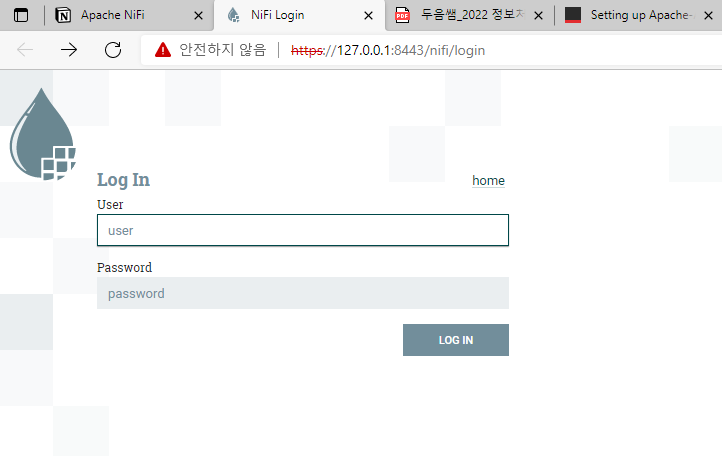 Apache NiFi
NiFi Login
두음쌤_2022 정보처
Setting up Apache-
안전하지 않음 https://127.0.0.1:8443/nifi/login
Log In
home
User
user
Password
password
LOG IN